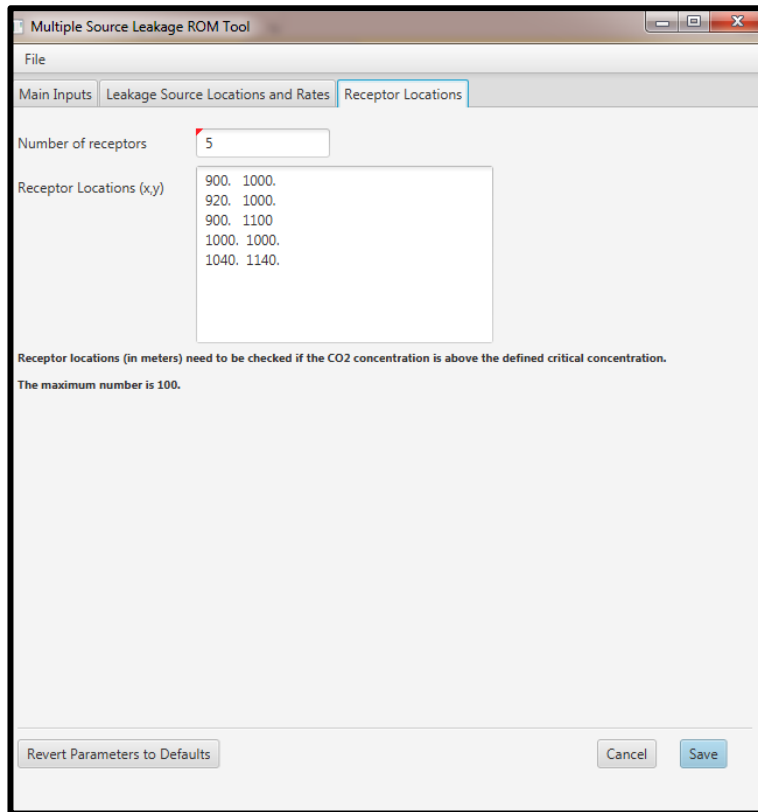 Multiple Source Leakage ROM Tool
File
Main Inputs Leakage Source Locations and Rates Receptor Locations
Number of receptors 5
Receptor Locations (x,y)
900. 1000.
920. 1000.
900. 1100
1000. 1000.
1040. 1140.
Receptor locations (in meters) need to be checked if the CO2 concentration is above the defined critical concentration.
The maximum number is 100.
Revert Parameters to Defaults Cancel Save